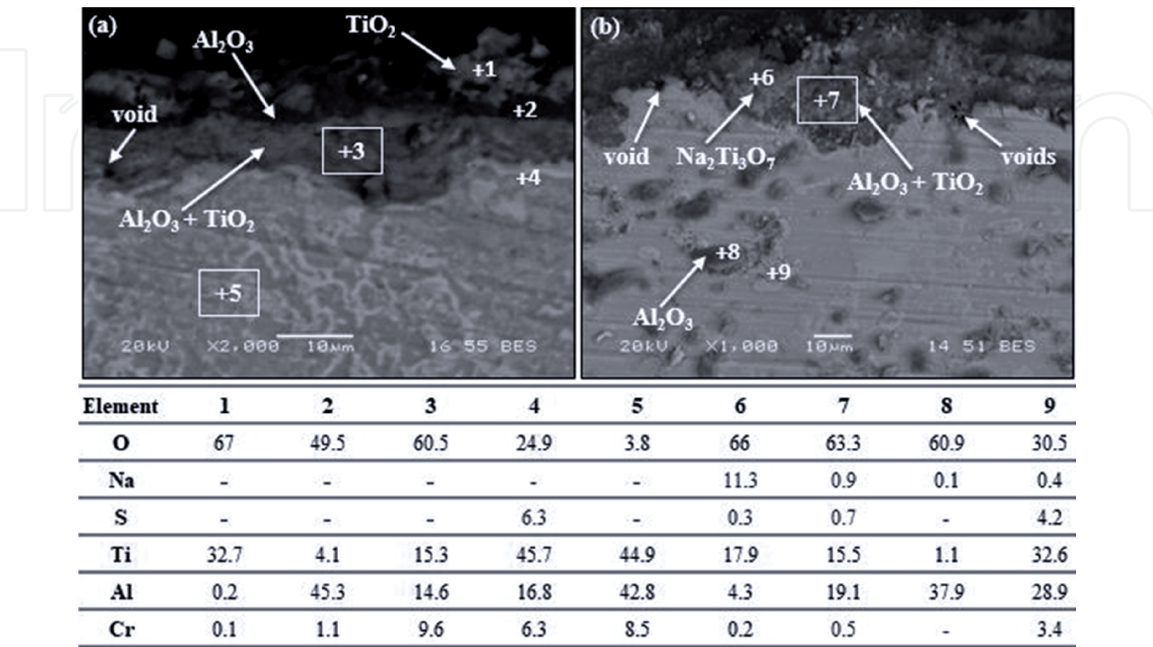 (a)
TiO₂
Al₂O₃
+1
+2
void
+3
+4
Al₂O₃ + TiO₂
+5
20kV X2,000 10μm 16 55 BES
(b)
+6
+7
void Na₂Ti₃O₇ voids
Al₂O₃ + TiO₂
+8
+9
Al₂O₃
20kV X1,000 10μm 14 51 BES
Element 1 2 3 4 5 6 7 8 9
O 67 49.5 60.5 24.9 3.8 66 63.3 60.9 30.5
Na - - - - - 11.3 0.9 0.1 0.4
S - - - 6.3 - 0.3 0.7 - 4.2
Ti 32.7 4.1 15.3 45.7 44.9 17.9 15.5 1.1 32.6
Al 0.2 45.3 14.6 16.8 42.8 4.3 19.1 37.9 28.9
Cr 0.1 1.1 9.6 6.3 8.5 0.2 0.5 - 3.4